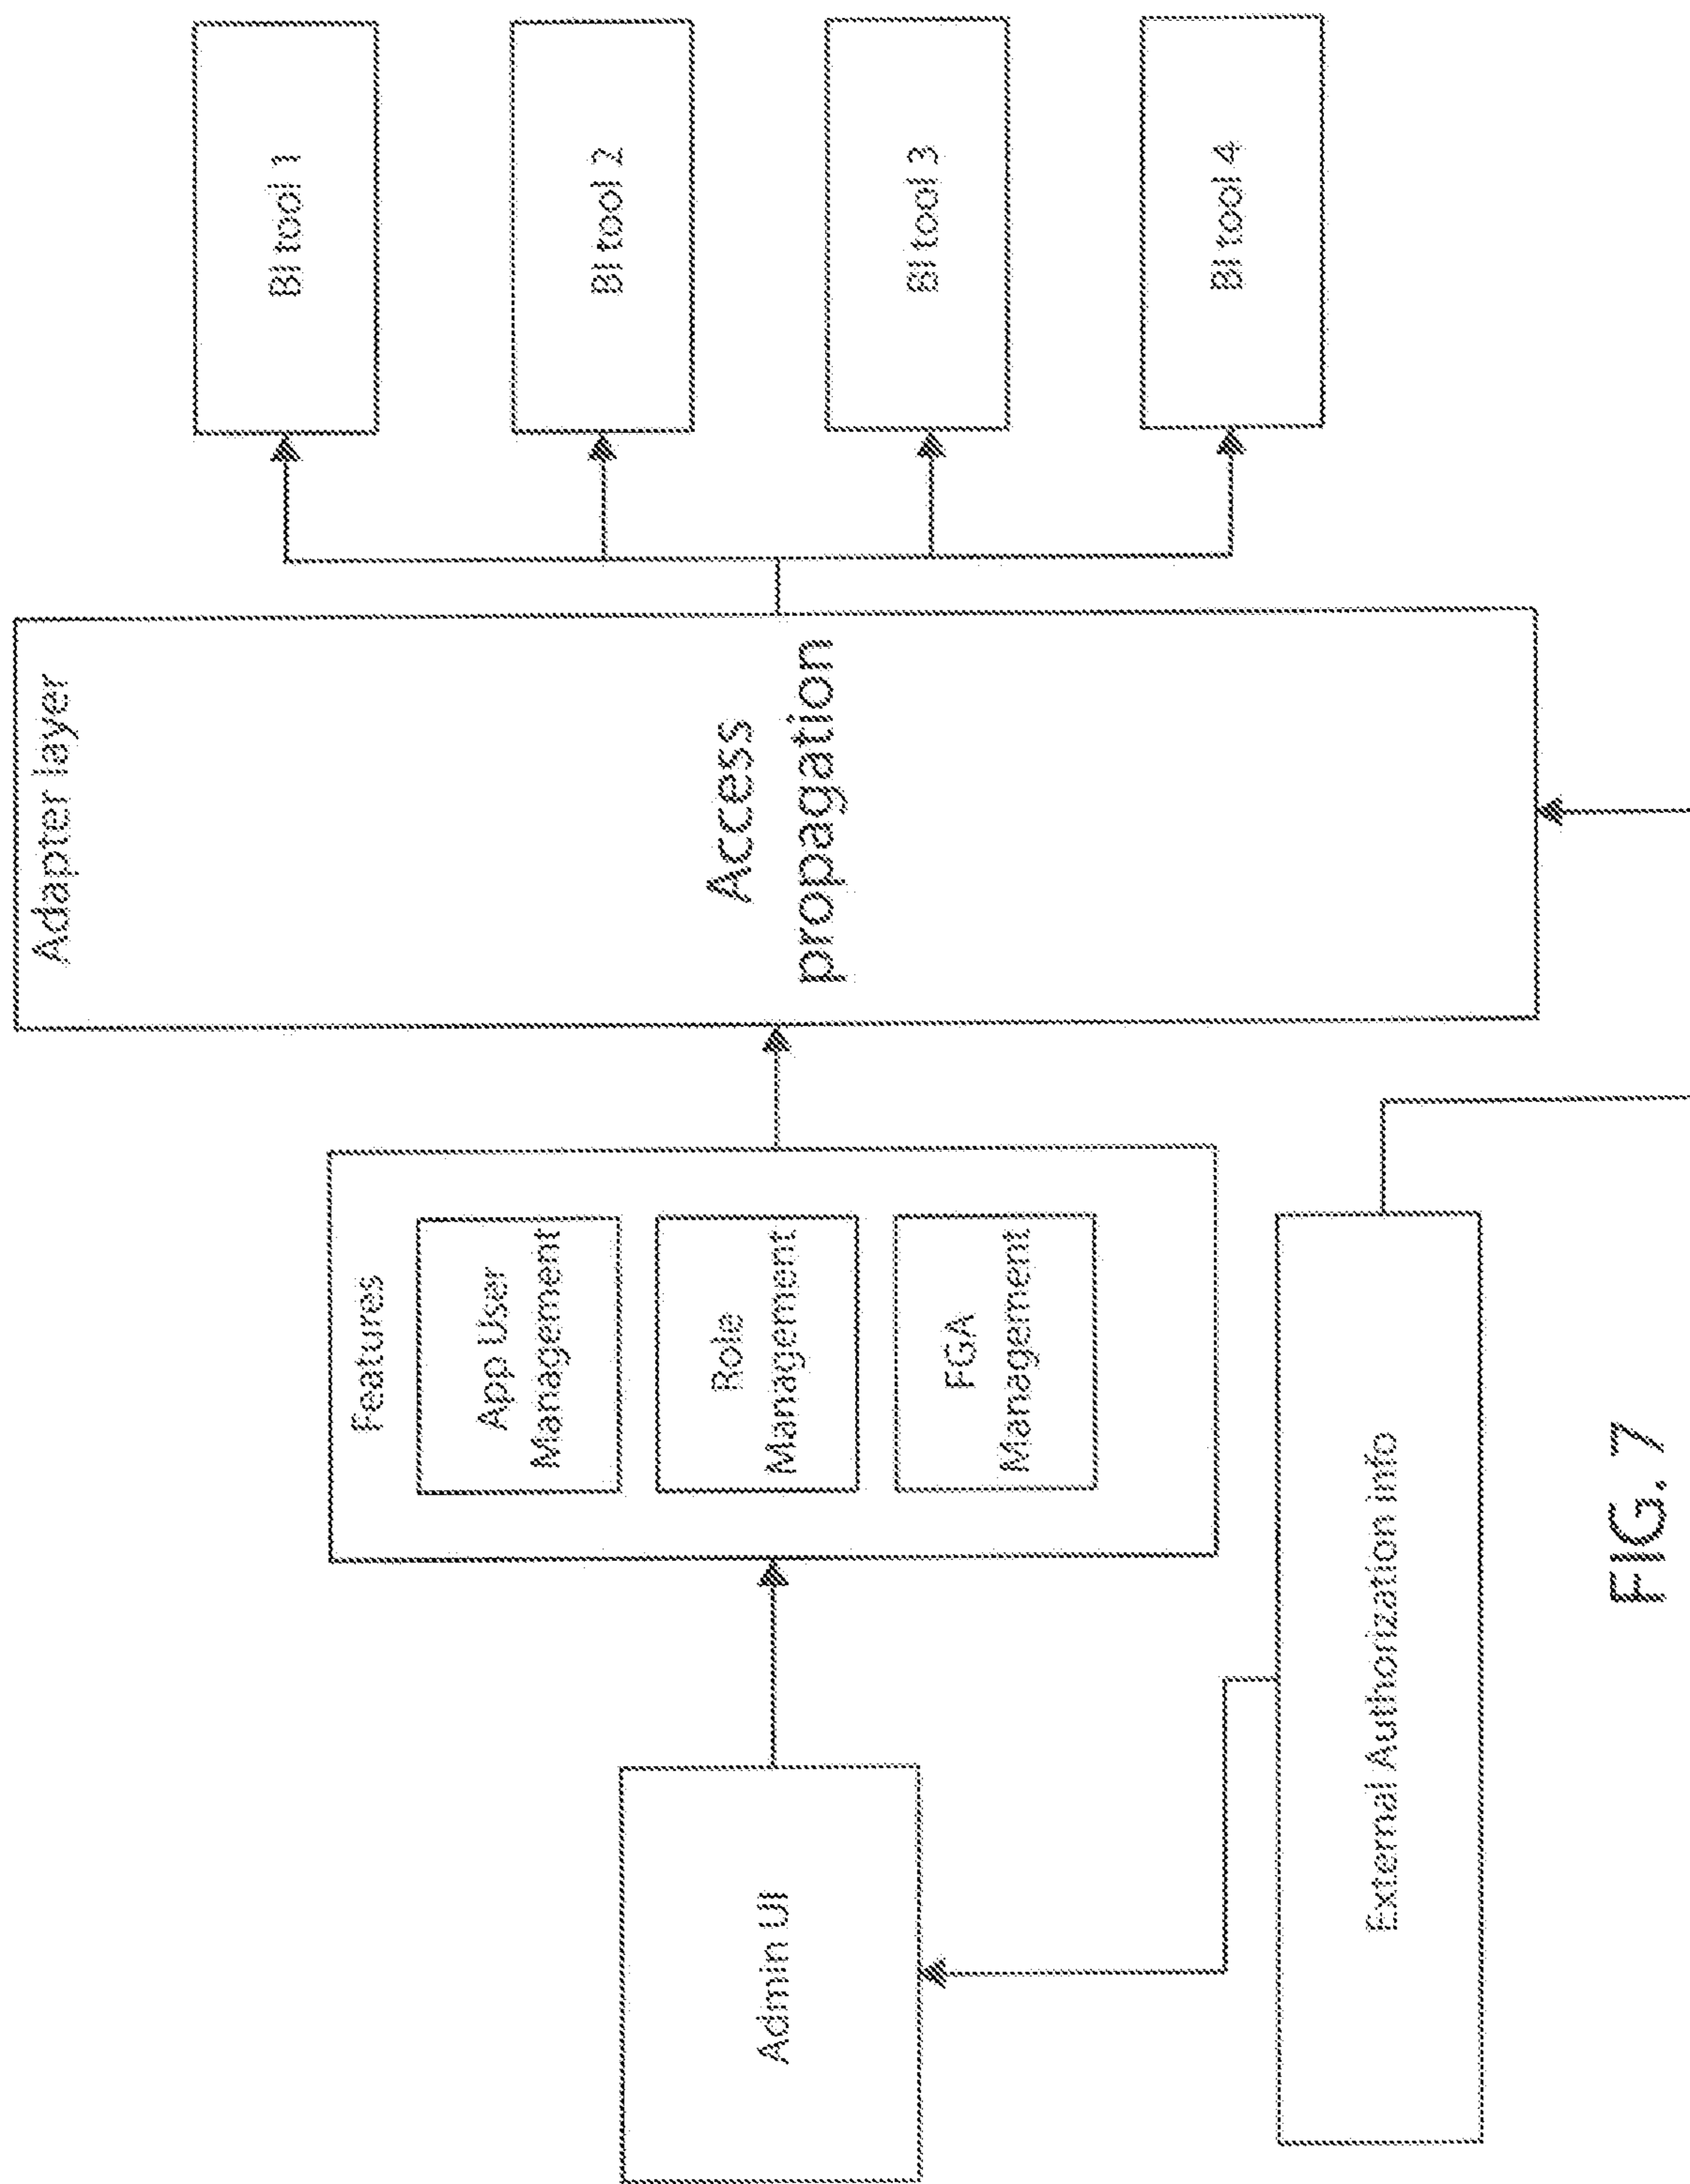 Admin UI
Features
App User
Management
Role
Management
FGA
Management
Adapter layer
Access
propagation
BI tool 1
BI tool 2
BI tool 3
BI tool 4
External Authorization info
FIG. 7